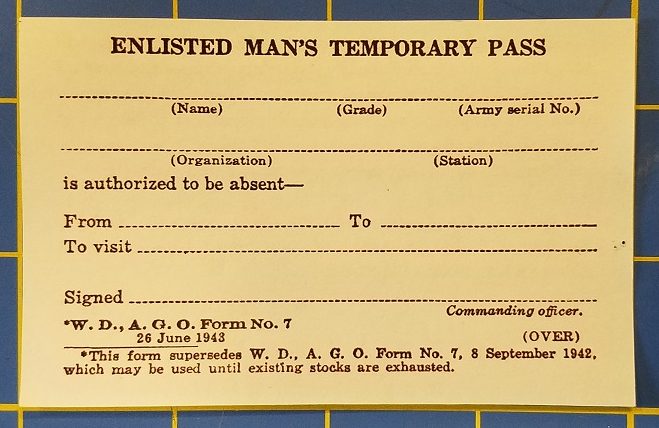 ENLISTED MAN'S TEMPORARY PASS
(Name) (Grade) (Army serial No.)
(Organization) (Station)
is authorized to be absent—
From To
To visit
Signed
Commanding officer.
*W. D., A. G. O. Form No. 7
26 June 1943 (OVER)
*This form supersedes W. D., A. G. O. Form No. 7, 8 September 1942,
which may be used until existing stocks are exhausted.